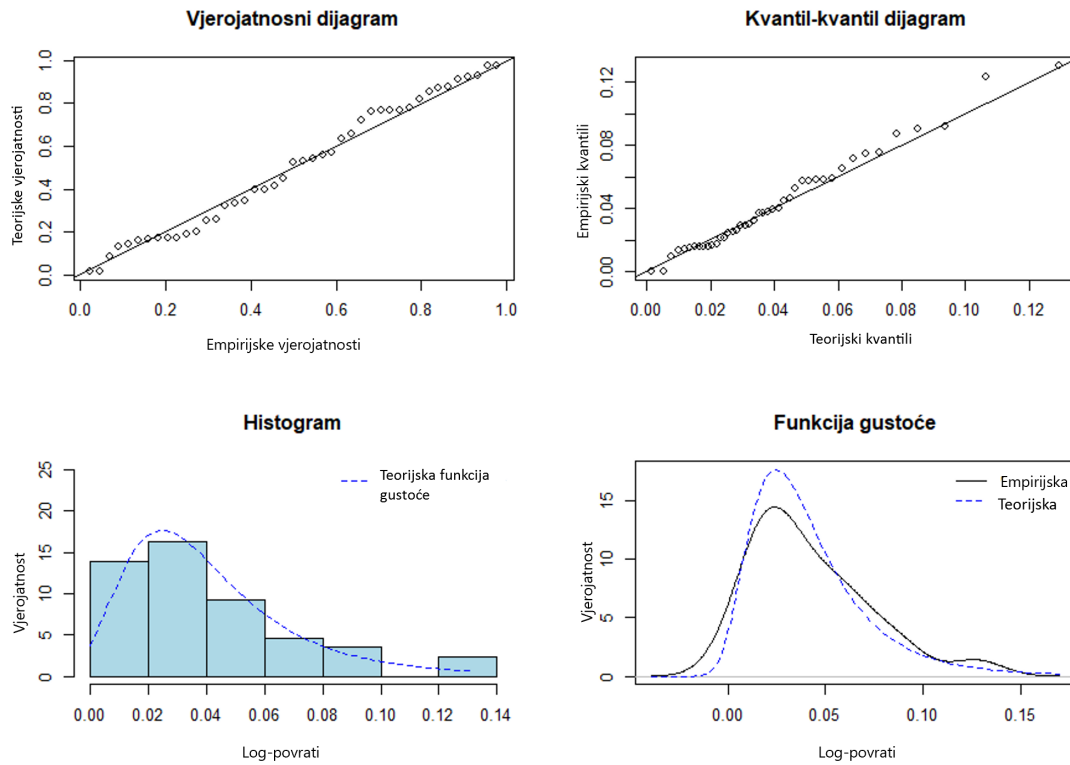 Vjerojatnosni dijagram
Teorijske vjerojatnosti
1.0
0.8
0.6
0.4
0.2
0.0
0.0 0.2 0.4 0.6 0.8 1.0
Empirijske vjerojatnosti
Kvantil-kvantil dijagram
Empirijski kvantili
0.12
0.08
0.04
0.00
0.00 0.02 0.04 0.06 0.08 0.10 0.12
Teorijski kvantili
Histogram
Teorijska funkcija
gustoće
Vjerojatnost
25
20
15
10
5
0
0.00 0.02 0.04 0.06 0.08 0.10 0.12 0.14
Log-povrati
Funkcija gustoće
Empirijska
Teorijska
Vjerojatnost
15
10
5
0
0.00 0.05 0.10 0.15
Log-povrati